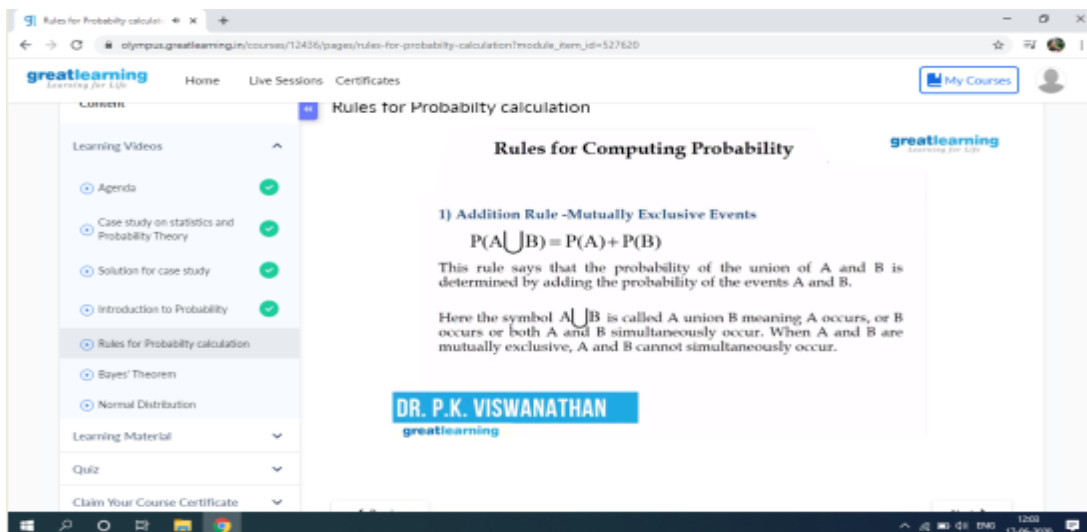 Rules for Probabilty calculati
olympus.greatlearning.in/courses/12436/pages/rules-for-probabilty-calculation?module_item_id=527620
greatlearning
Learning for Life
Home
Live Sessions
Certificates
My Courses
Content
Rules for Probabilty calculation
Learning Videos
Agenda
Case study on statistics and
Probability Theory
Solution for case study
Introduction to Probability
Rules for Probabilty calculation
Bayes' Theorem
Normal Distribution
Learning Material
Quiz
Claim Your Course Certificate
Rules for Computing Probability
greatlearning
Learning for Life
1) Addition Rule -Mutually Exclusive Events
P(A⋃B) = P(A) + P(B)
This rule says that the probability of the union of A and B is
determined by adding the probability of the events A and B.
Here the symbol A⋃B is called A union B meaning A occurs, or B
occurs or both A and B simultaneously occur. When A and B are
mutually exclusive, A and B cannot simultaneously occur.
DR. P.K. VISWANATHAN
greatlearning
ENG
12:03
17-06-2020